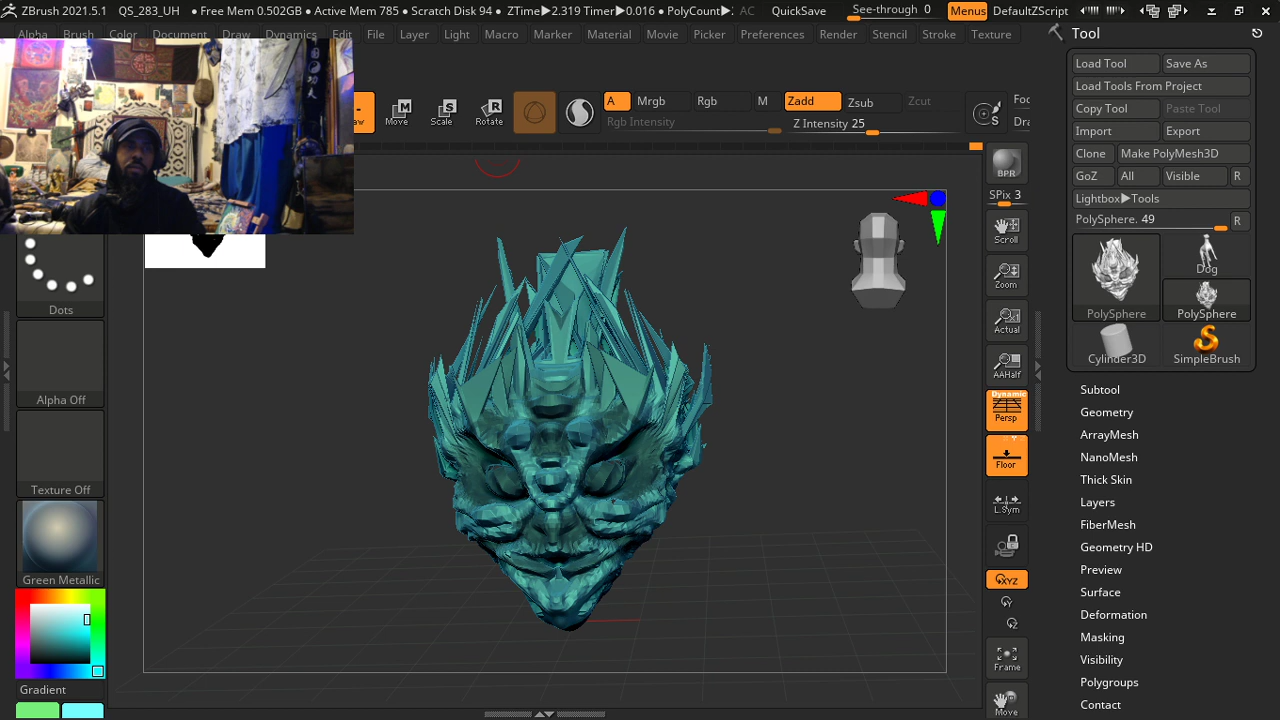 ZBrush 2021.5.1 QS_283_UH ● Free Mem 0.502GB ● Active Mem 785 ● Scratch Disk 94 ● ZTime▶2.319 Timer▶0.016 ● PolyCount▶ AC QuickSave See-through 0 Menus DefaultZScript
Alpha Brush Color Document Draw Dynamics Edit File Layer Light Macro Marker Material Movie Picker Preferences Render Stencil Stroke Texture
Tool
Load Tool Save As
Load Tools From Project
Copy Tool Paste Tool
Import Export
Clone Make PolyMesh3D
GoZ All Visible R
Lightbox▶Tools
PolySphere. 49 R
Dog
PolySphere PolySphere
Cylinder3D SimpleBrush
Subtool
Geometry
ArrayMesh
NanoMesh
Thick Skin
Layers
FiberMesh
Geometry HD
Preview
Surface
Deformation
Masking
Visibility
Polygroups
Contact
Move Scale Rotate
M S R
A Mrgb Rgb M Zadd Zsub Zcut
Rgb Intensity
Z Intensity 25
S
Foc
Dra
BPR
SPix 3
Scroll
Zoom
Actual
AAHalf
Dynamic
Persp
Floor
L.Sym
XYZ
Frame
Move
Dots
Alpha Off
Texture Off
Green Metallic
Gradient